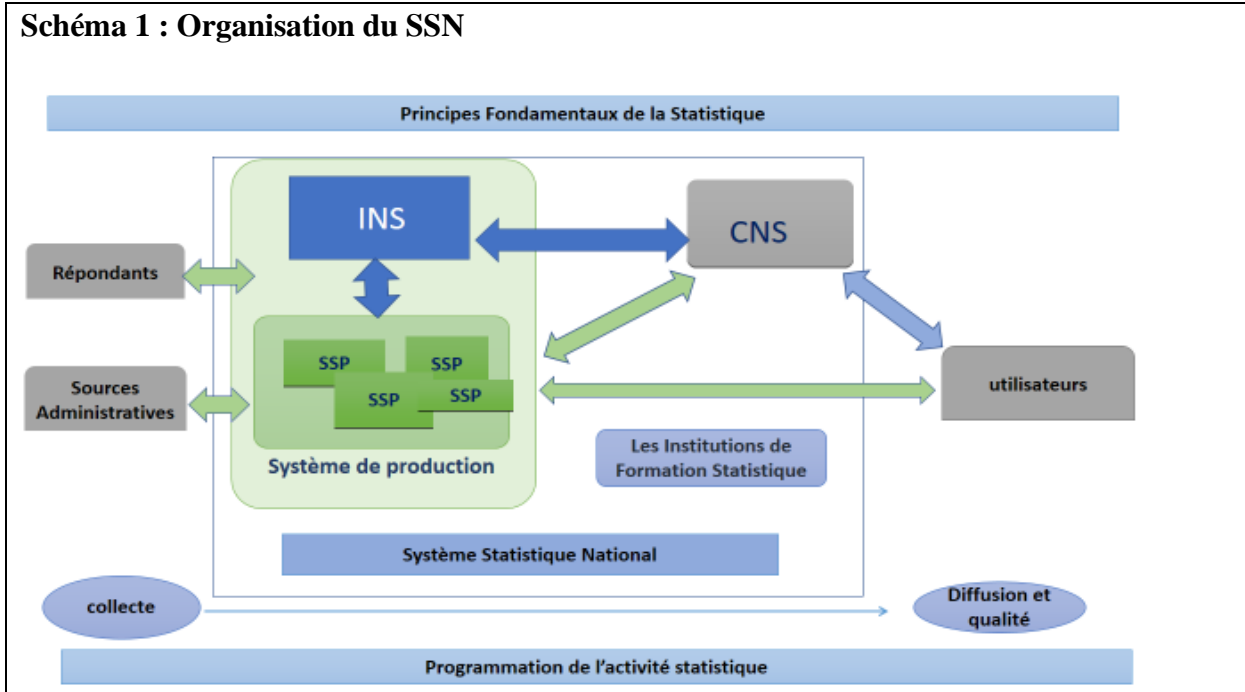 Schéma 1 : Organisation du SSN
Principes Fondamentaux de la Statistique
INS
CNS
Répondants
SSP
SSP
SSP
SSP
Sources
Administratives
utilisateurs
Les Institutions de
Formation Statistique
Système de production
Système Statistique National
collecte
Diffusion et
qualité
Programmation de l'activité statistique